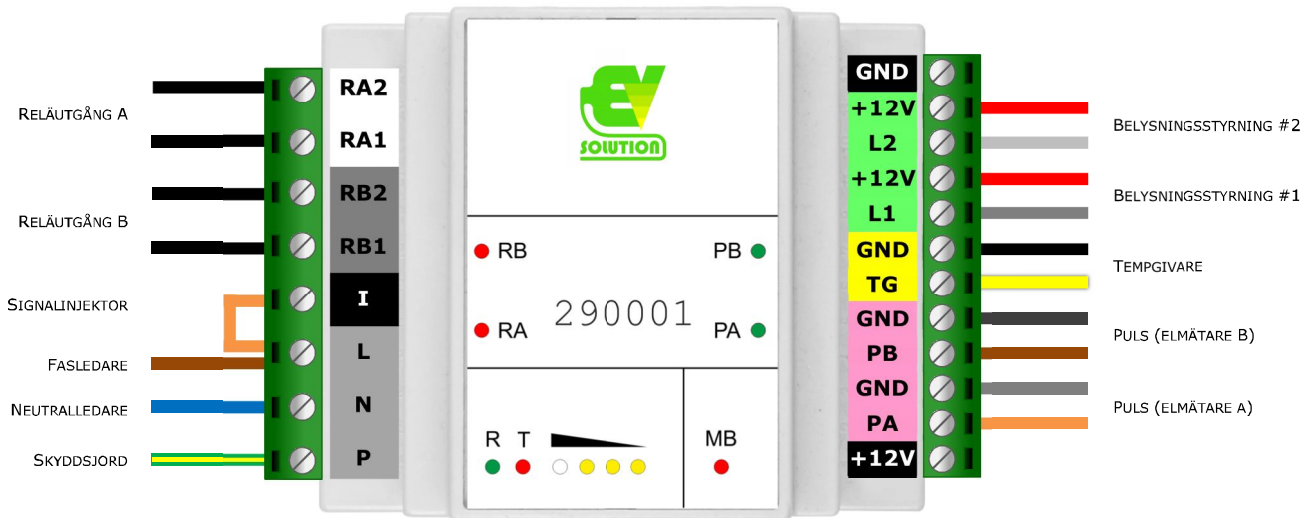 RELÄUTGÅNG A
RELÄUTGÅNG B
SIGNALINJEKTOR
FASLEDARE
NEUTRALLEDARE
SKYDDSJORD
RA2
RA1
RB2
RB1
I
L
N
P
EV
SOLUTION
RB PB
290001
RA PA
R T
MB
GND
+12V
L2
+12V
L1
GND
TG
GND
PB
GND
PA
+12V
BELYSNINGSSTYRNING #2
BELYSNINGSSTYRNING #1
TEMPGIVARE
PULS (ELMÄTARE B)
PULS (ELMÄTARE A)